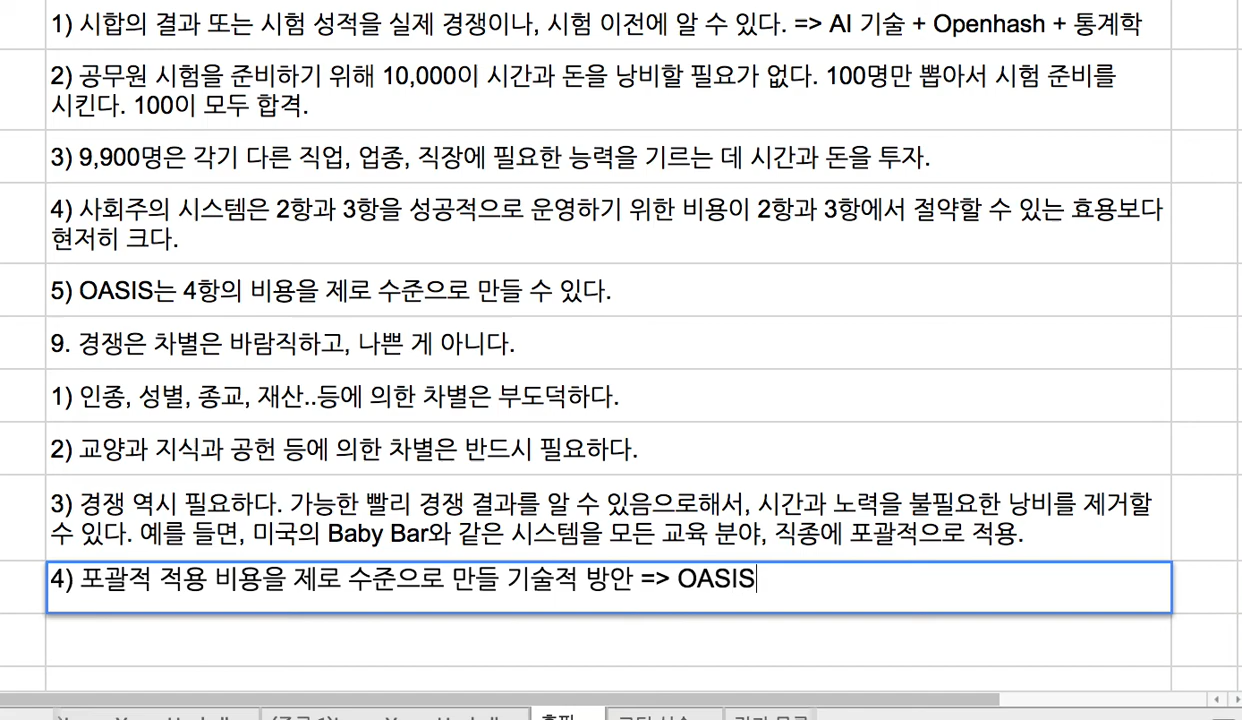 1) 시합의 결과 또는 시험 성적을 실제 경쟁이나, 시험 이전에 알 수 있다. => AI 기술 + Openhash + 통계학
2) 공무원 시험을 준비하기 위해 10,000이 시간과 돈을 낭비할 필요가 없다. 100명만 뽑아서 시험 준비를
시킨다. 100이 모두 합격.
3) 9,900명은 각기 다른 직업, 업종, 직장에 필요한 능력을 기르는 데 시간과 돈을 투자.
4) 사회주의 시스템은 2항과 3항을 성공적으로 운영하기 위한 비용이 2항과 3항에서 절약할 수 있는 효용보다
현저히 크다.
5) OASIS는 4항의 비용을 제로 수준으로 만들 수 있다.
9. 경쟁은 차별은 바람직하고, 나쁜 게 아니다.
1) 인종, 성별, 종교, 재산..등에 의한 차별은 부도덕하다.
2) 교양과 지식과 공헌 등에 의한 차별은 반드시 필요하다.
3) 경쟁 역시 필요하다. 가능한 빨리 경쟁 결과를 알 수 있음으로해서, 시간과 노력을 불필요한 낭비를 제거할
수 있다. 예를 들면, 미국의 Baby Bar와 같은 시스템을 모든 교육 분야, 직종에 포괄적으로 적용.
4) 포괄적 적용 비용을 제로 수준으로 만들 기술적 방안 => OASIS